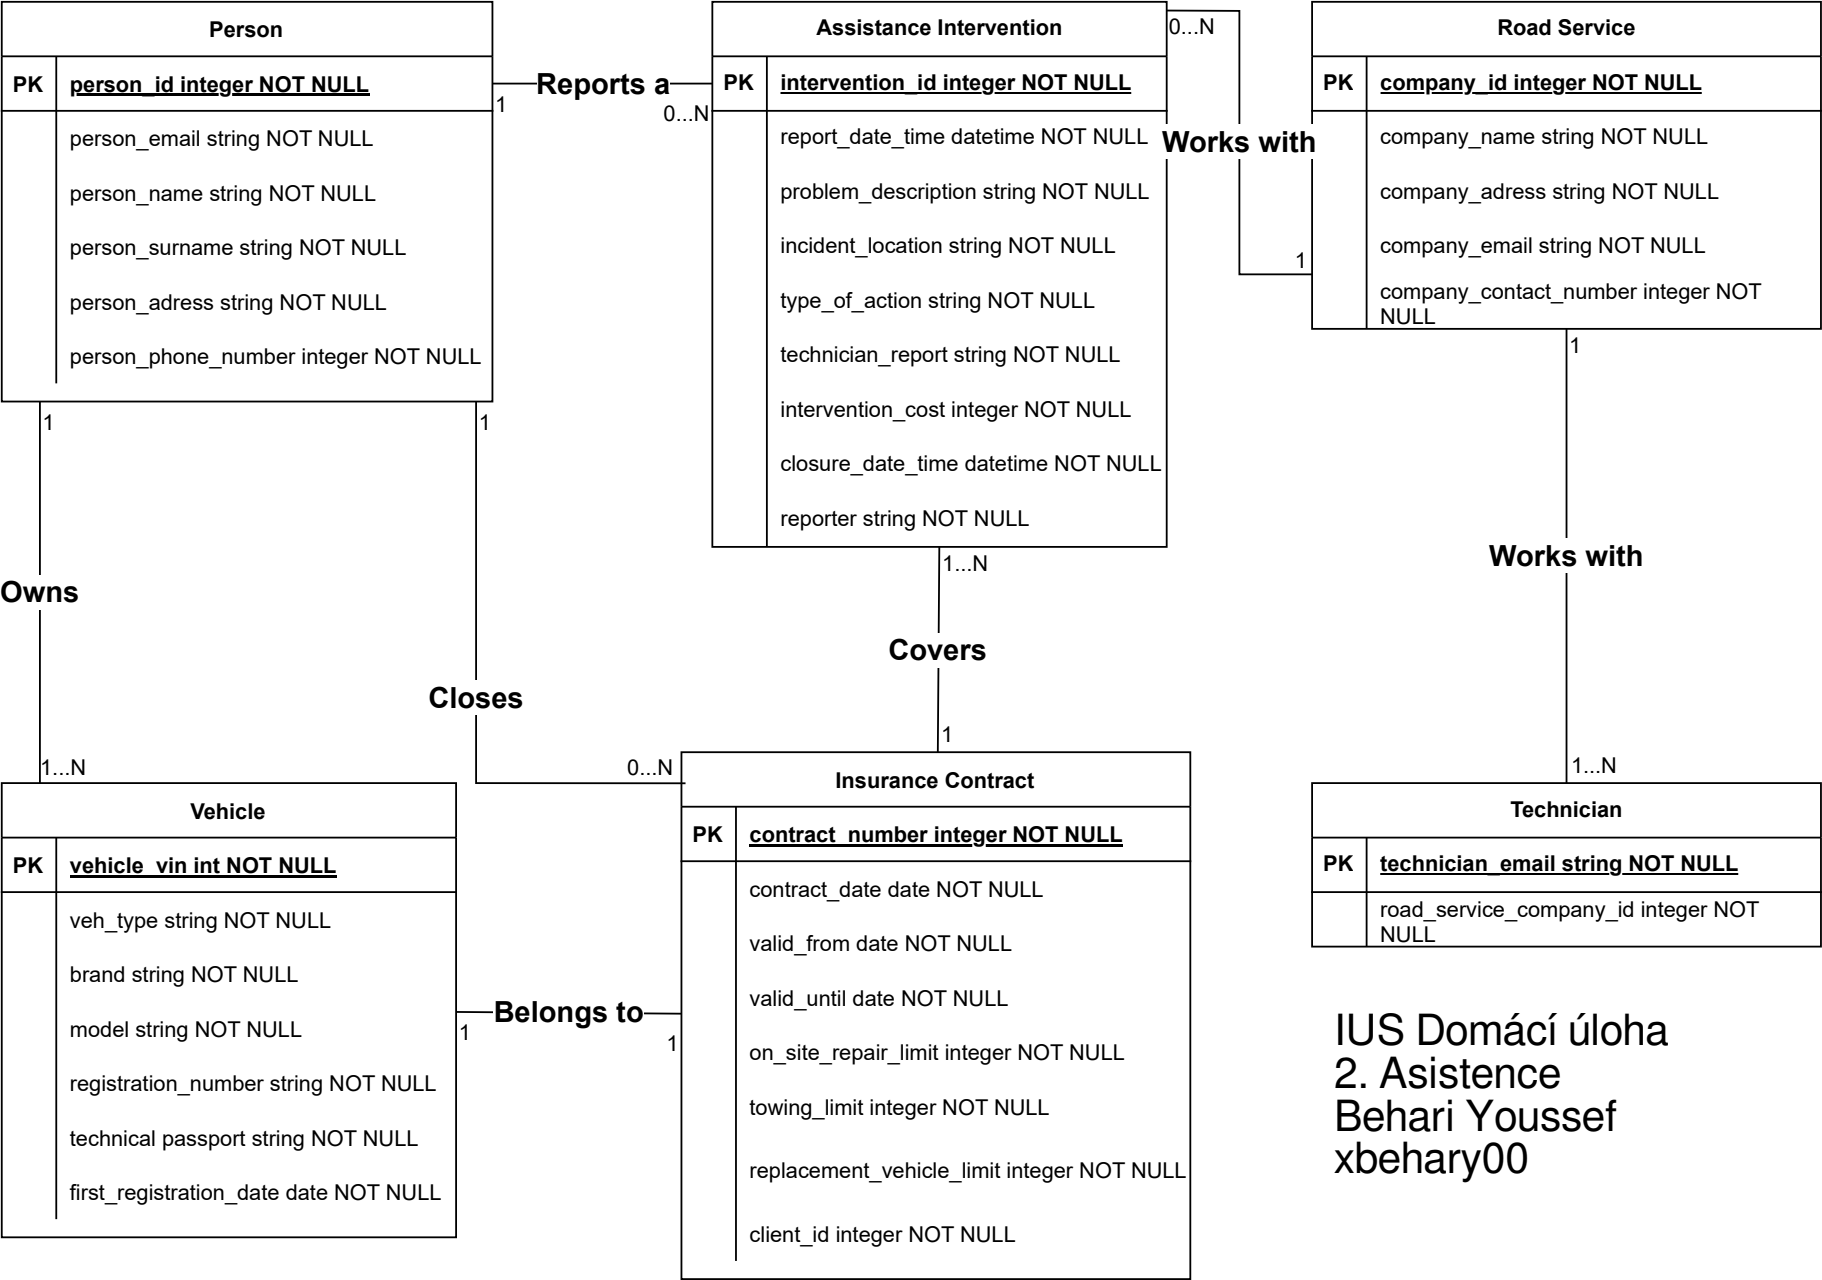 Person
PK person_id integer NOT NULL
person_email string NOT NULL
person_name string NOT NULL
person_surname string NOT NULL
person_adress string NOT NULL
person_phone_number integer NOT NULL
Reports a
1
0...N
Assistance Intervention
PK intervention_id integer NOT NULL
report_date_time datetime NOT NULL
problem_description string NOT NULL
incident_location string NOT NULL
type_of_action string NOT NULL
technician_report string NOT NULL
intervention_cost integer NOT NULL
closure_date_time datetime NOT NULL
reporter string NOT NULL
0...N
Works with
1
Road Service
PK company_id integer NOT NULL
company_name string NOT NULL
company_adress string NOT NULL
company_email string NOT NULL
company_contact_number integer NOT
NULL
1
Owns
1...N
1
Closes
0...N
1...N
Covers
1
1
Works with
1...N
Vehicle
PK vehicle_vin int NOT NULL
veh_type string NOT NULL
brand string NOT NULL
model string NOT NULL
registration_number string NOT NULL
technical passport string NOT NULL
first_registration_date date NOT NULL
1
Belongs to
1
Insurance Contract
PK contract_number integer NOT NULL
contract_date date NOT NULL
valid_from date NOT NULL
valid_until date NOT NULL
on_site_repair_limit integer NOT NULL
towing_limit integer NOT NULL
replacement_vehicle_limit integer NOT NULL
client_id integer NOT NULL
Technician
PK technician_email string NOT NULL
road_service_company_id integer NOT
NULL
IUS Domácí úloha
2. Asistence
Behari Youssef
xbehary00